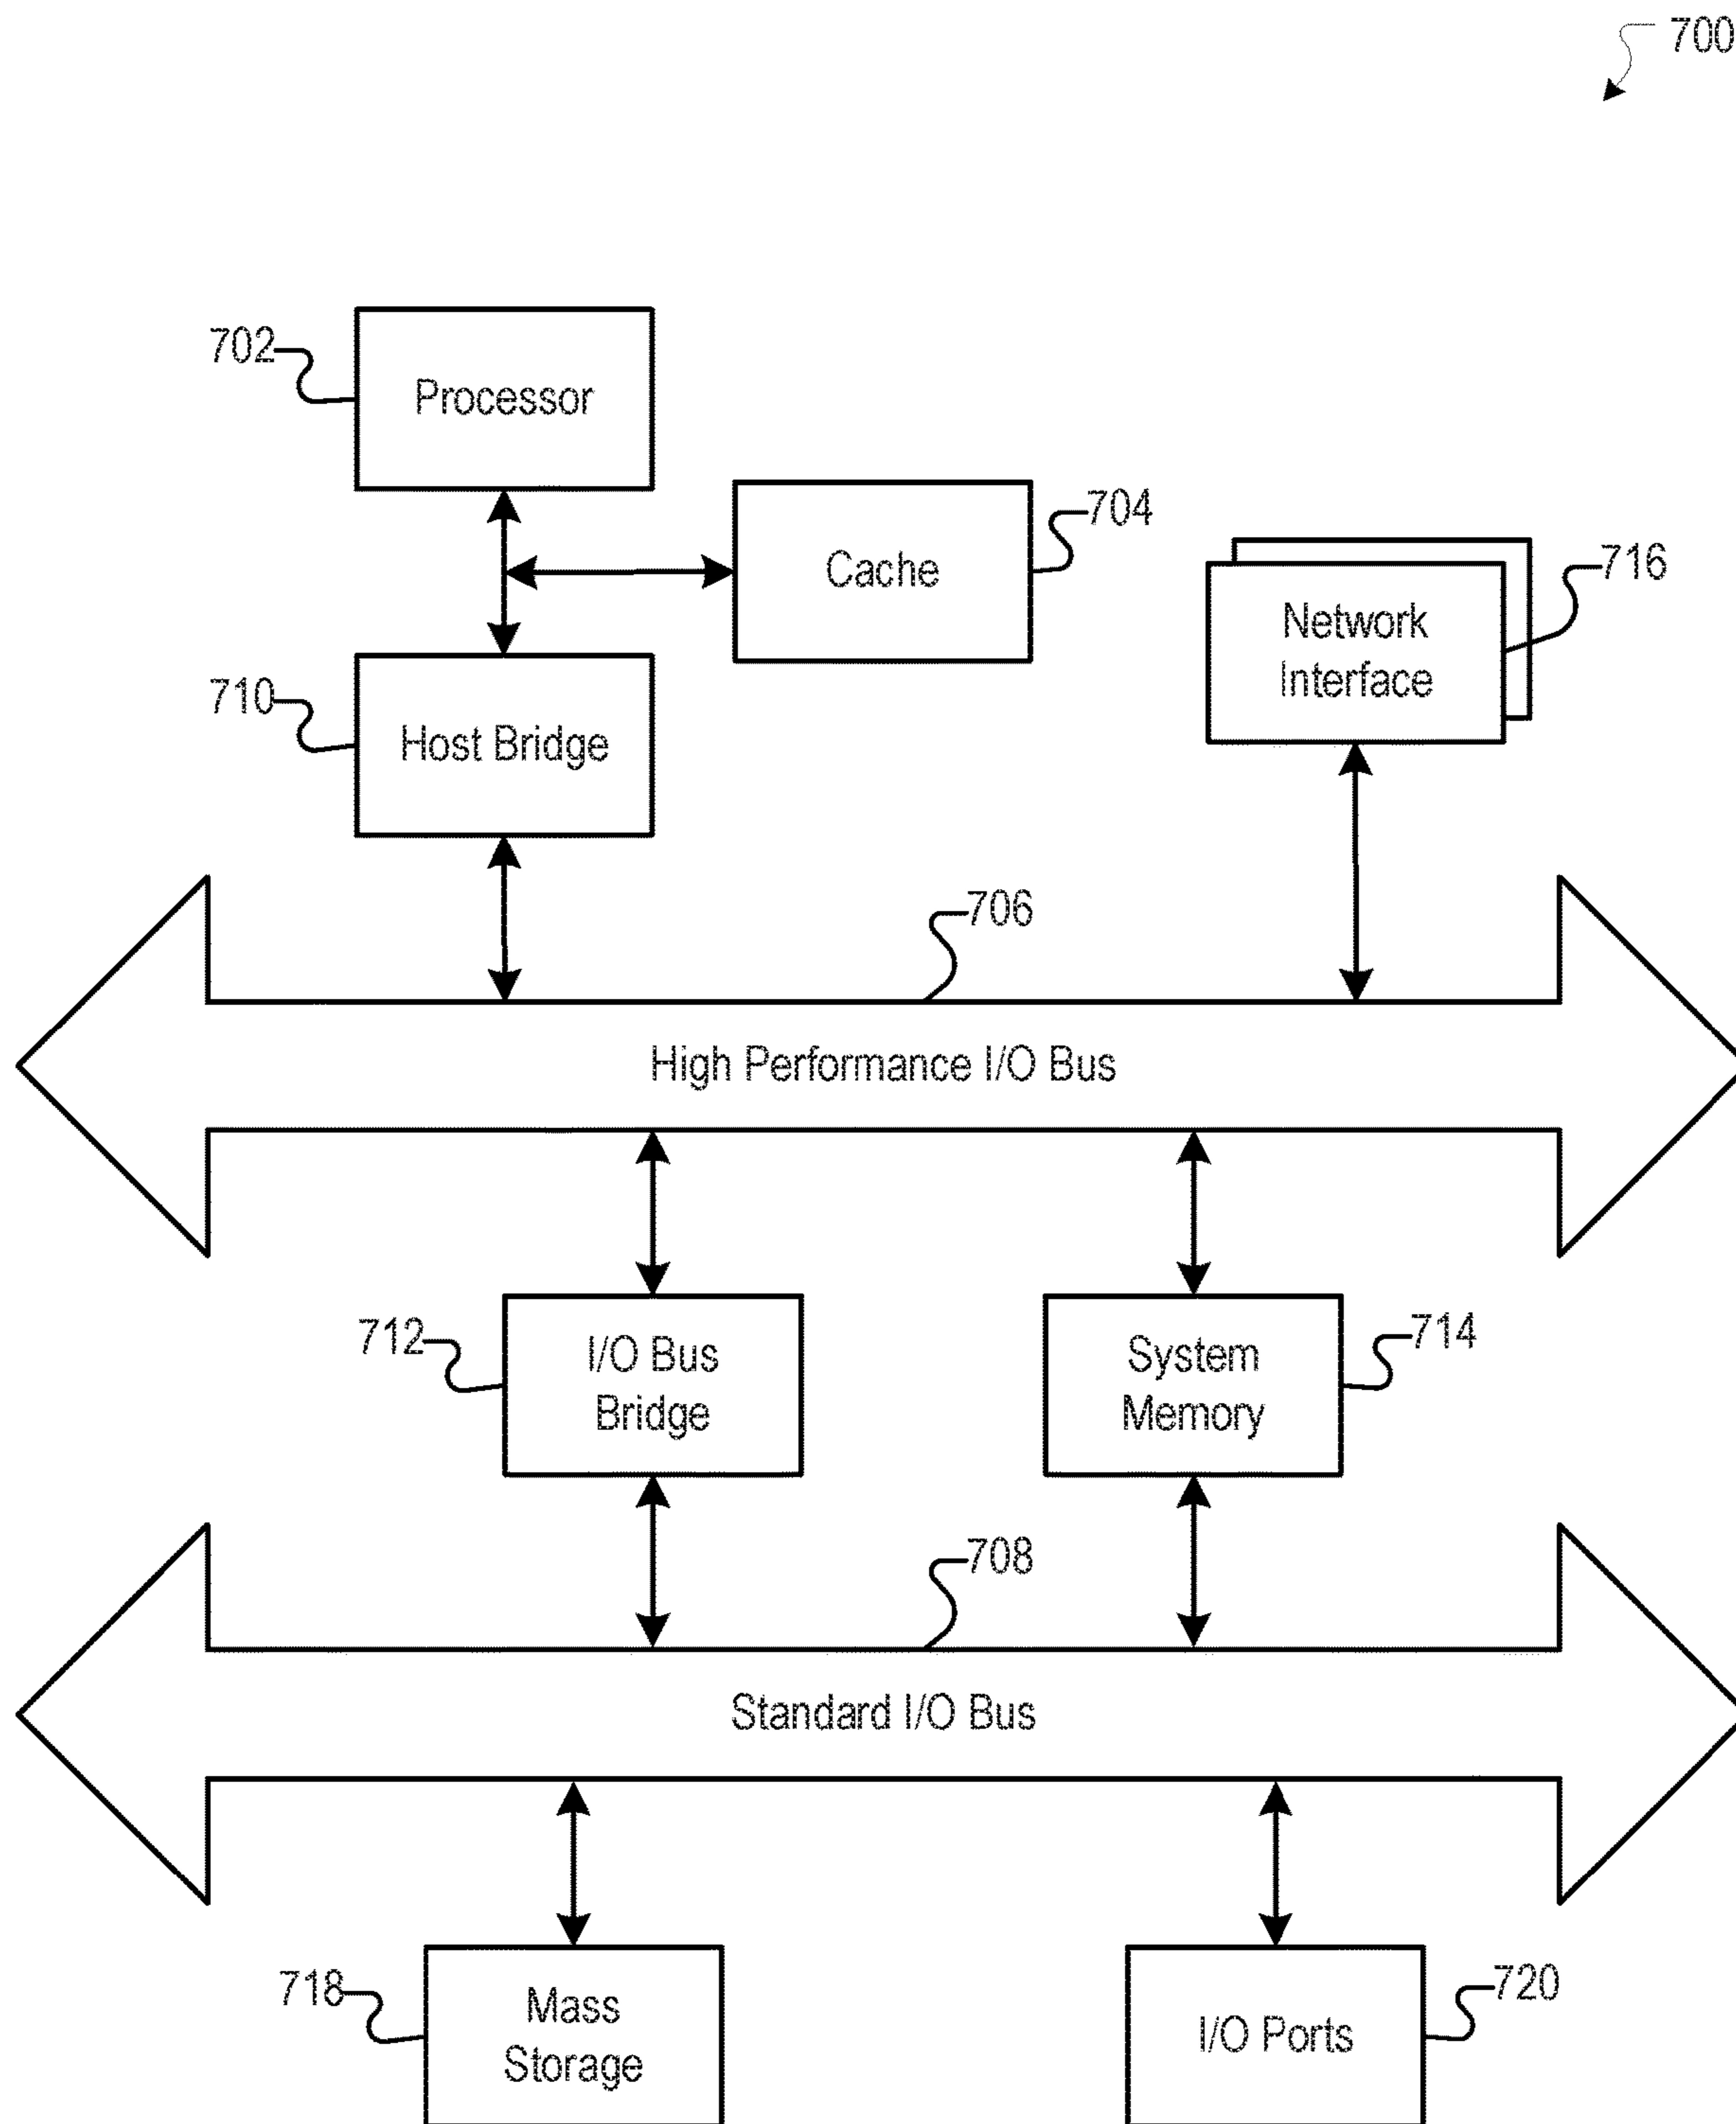 700
702
Processor
704
Cache
716
Network
Interface
710
Host Bridge
706
High Performance I/O Bus
712
I/O Bus
Bridge
714
System
Memory
708
Standard I/O Bus
718
Mass
Storage
720
I/O Ports